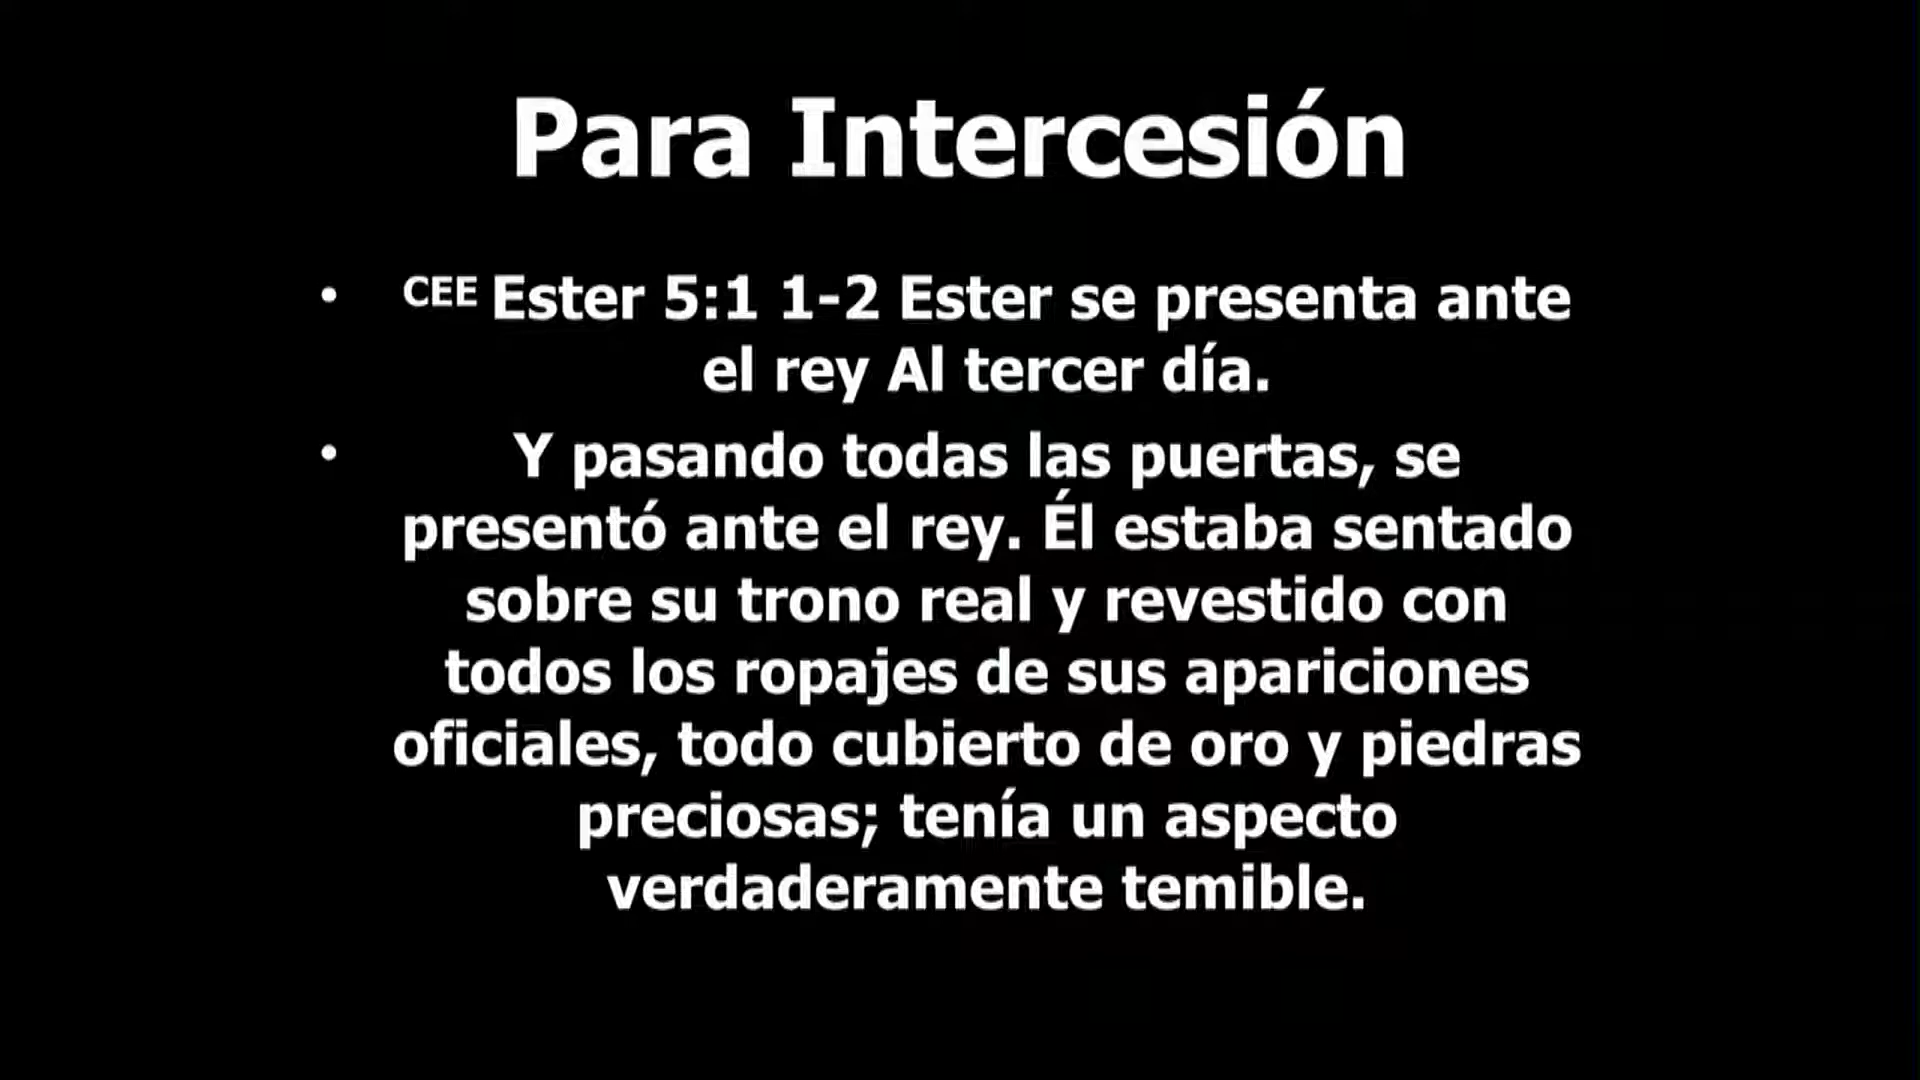 Para Intercesión
• CEE Ester 5:1 1-2 Ester se presenta ante
el rey Al tercer día.
• Y pasando todas las puertas, se
presentó ante el rey. Él estaba sentado
sobre su trono real y revestido con
todos los ropajes de sus apariciones
oficiales, todo cubierto de oro y piedras
preciosas; tenía un aspecto
verdaderamente temible.